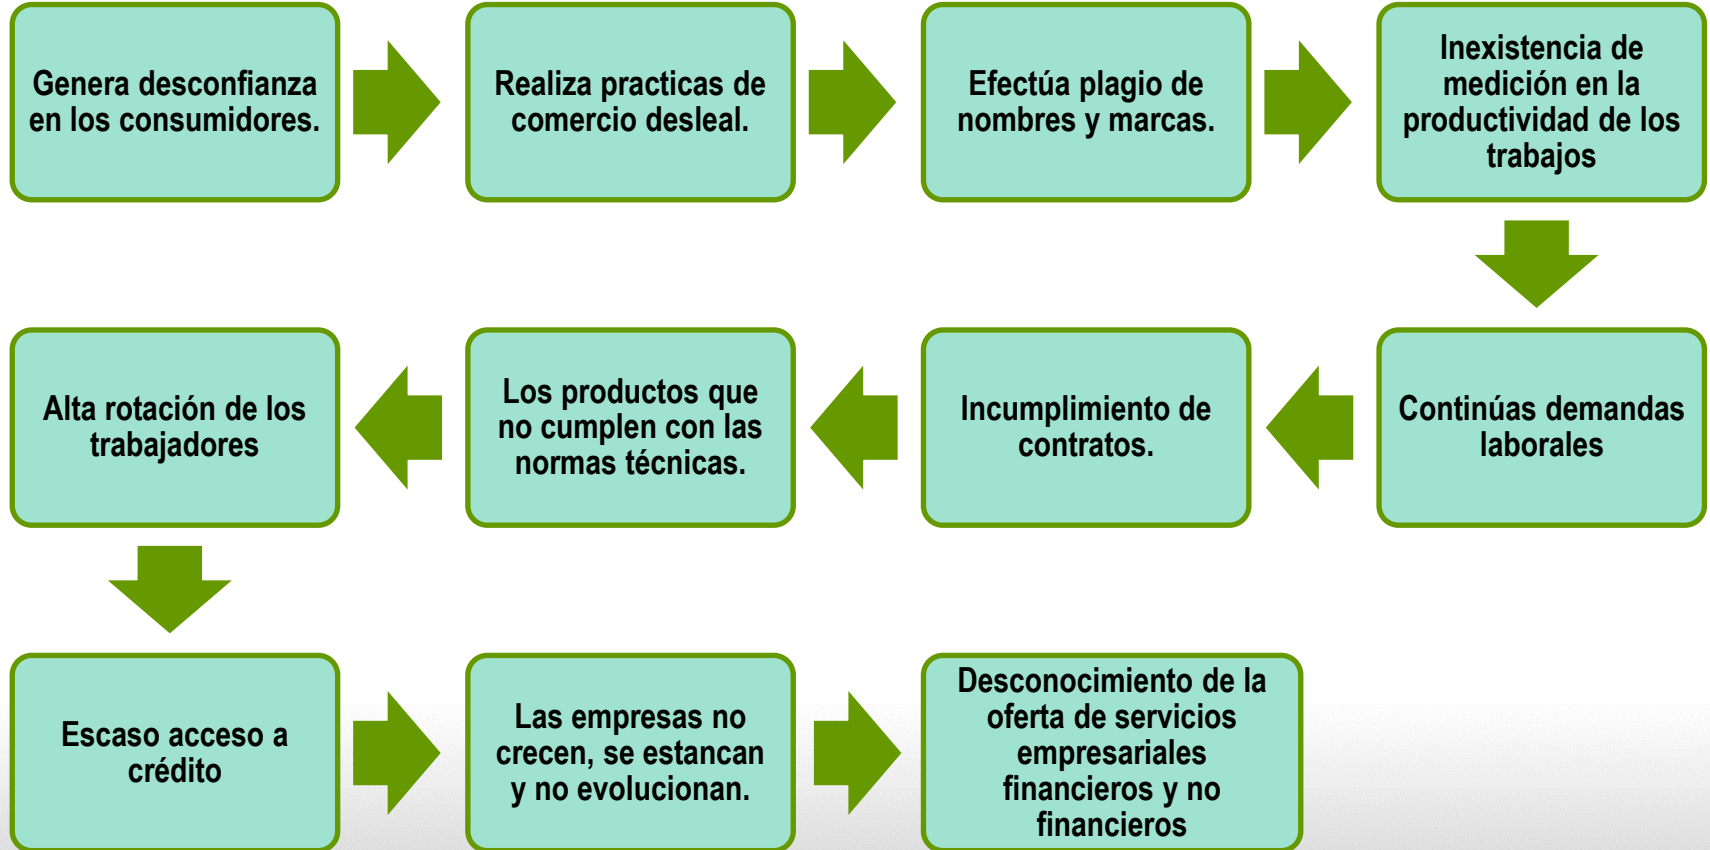 Genera desconfianza
en los consumidores.
Realiza practicas de
comercio desleal.
Efectúa plagio de
nombres y marcas.
Inexistencia de
medición en la
productividad de los
trabajos
Continúas demandas
laborales
Incumplimiento de
contratos.
Los productos que
no cumplen con las
normas técnicas.
Alta rotación de los
trabajadores
Escaso acceso a
crédito
Las empresas no
crecen, se estancan
y no evolucionan.
Desconocimiento de la
oferta de servicios
empresariales
financieros y no
financieros